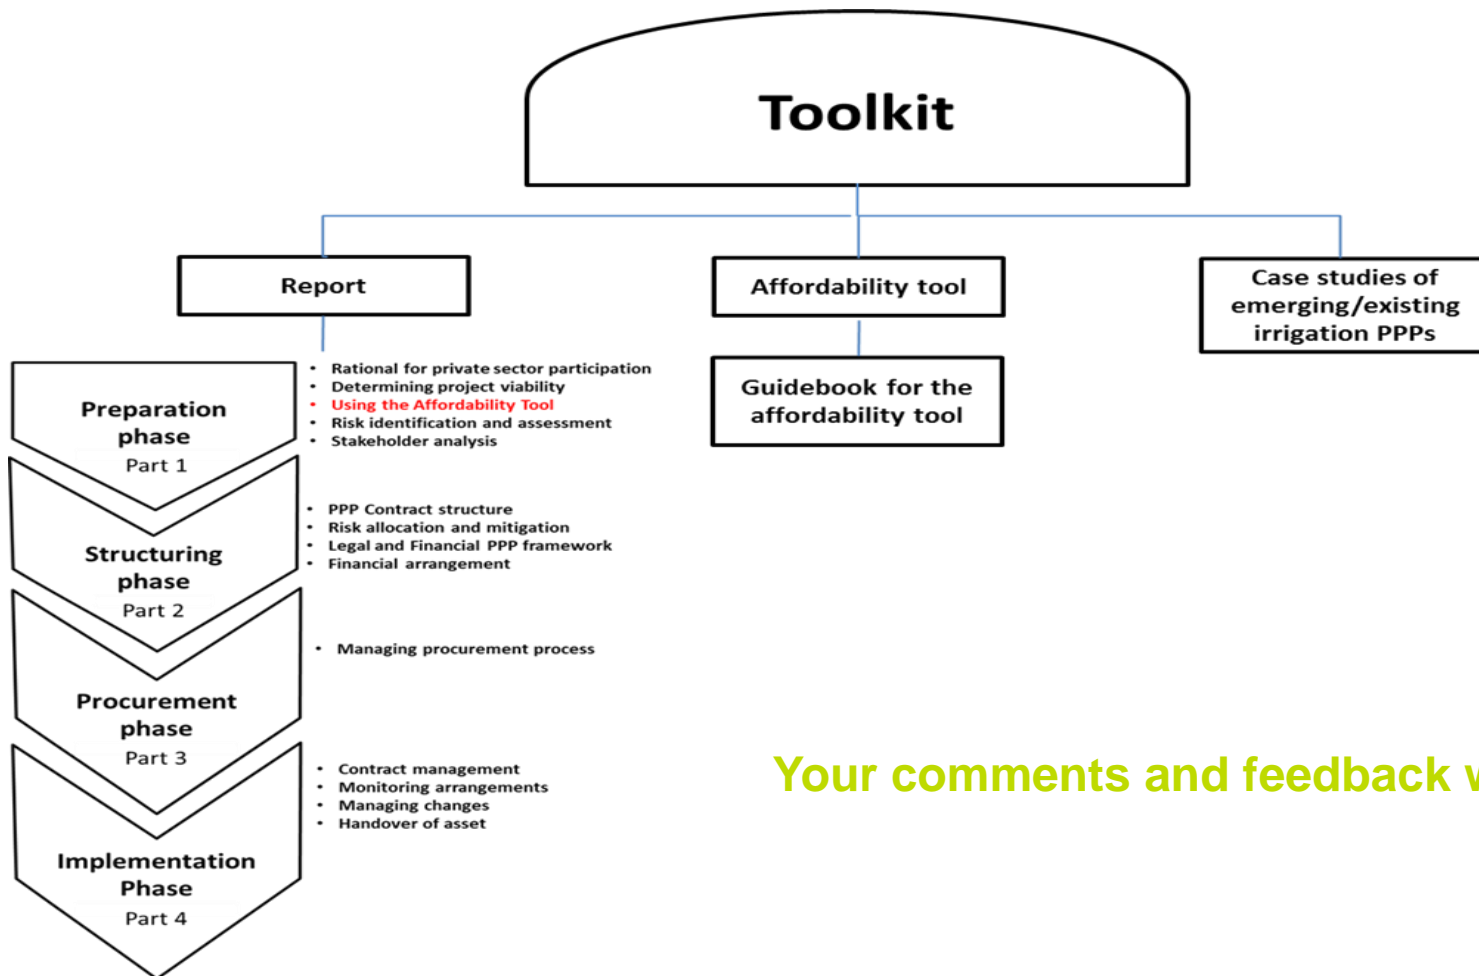 Toolkit
Report
Affordability tool
Case studies of
emerging/existing
irrigation PPPs
Guidebook for the
affordability tool
Preparation
phase
Part 1
• Rational for private sector participation
• Determining project viability
• Using the Affordability Tool
• Risk identification and assessment
• Stakeholder analysis
Structuring
phase
Part 2
• PPP Contract structure
• Risk allocation and mitigation
• Legal and Financial PPP framework
• Financial arrangement
Procurement
phase
Part 3
• Managing procurement process
Implementation
Phase
Part 4
• Contract management
• Monitoring arrangements
• Managing changes
• Handover of asset
Your comments and feedback